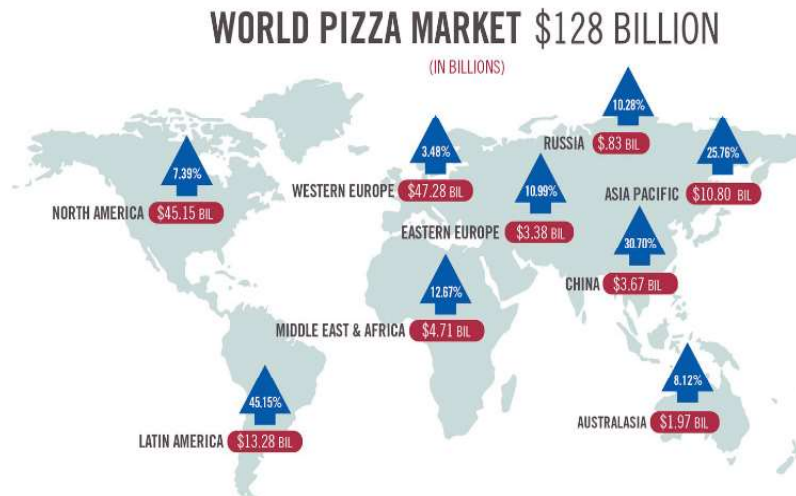 WORLD PIZZA MARKET $128 BILLION
(IN BILLIONS)
10.28%
RUSSIA $.83 BIL
7.39%
NORTH AMERICA $45.15 BIL
3.48%
WESTERN EUROPE $47.28 BIL
25.76%
ASIA PACIFIC $10.80 BIL
10.99%
EASTERN EUROPE $3.38 BIL
30.70%
CHINA $3.67 BIL
12.67%
MIDDLE EAST & AFRICA $4.71 BIL
45.15%
LATIN AMERICA $13.28 BIL
8.12%
AUSTRALASIA $1.97 BIL